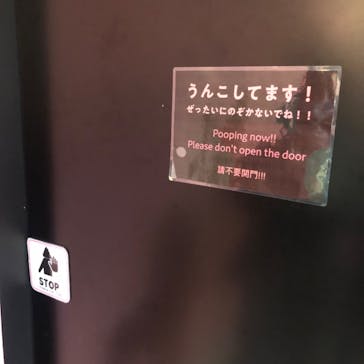 うんこしてます！
ぜったいにのぞかないでね！！
Pooping now!!
Please don't open the door
請不要開門!!!
STOP